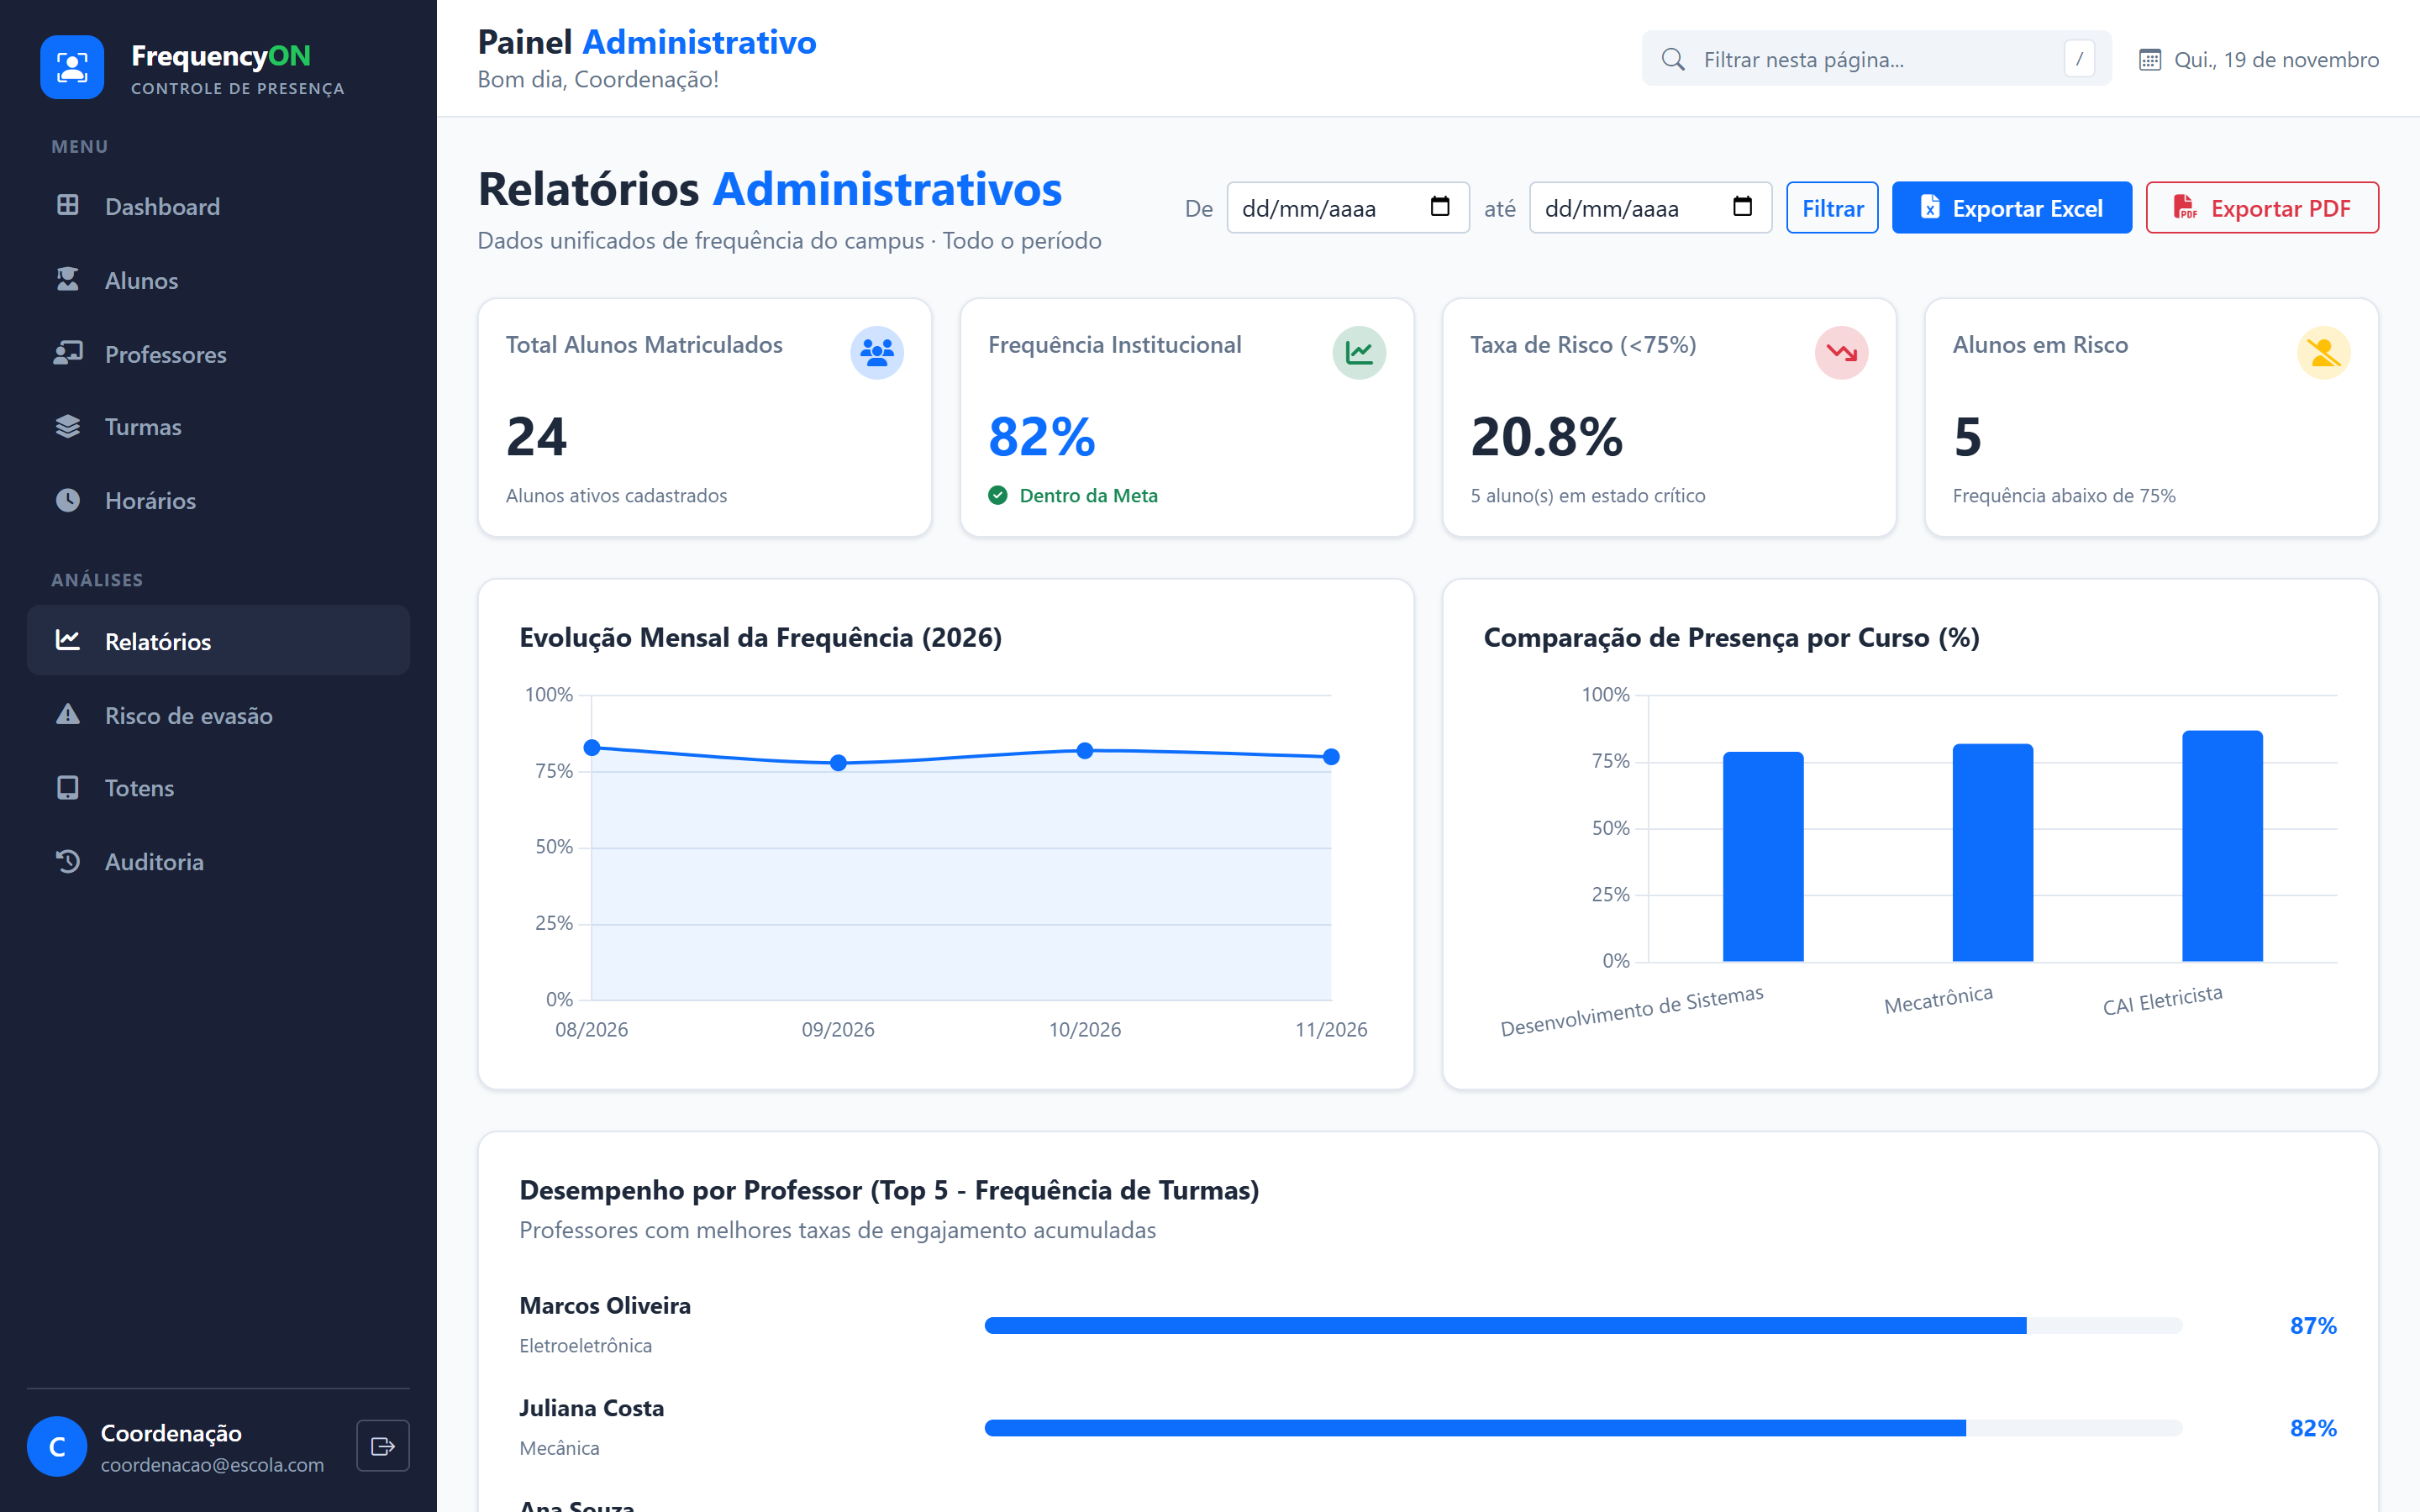 FrequencyON
CONTROLE DE PRESENÇA
MENU
Dashboard
Alunos
Professores
Turmas
Horários
ANÁLISES
Relatórios
Risco de evasão
Totens
Auditoria
C
Coordenação
coordenacao@escola.com
Painel Administrativo
Bom dia, Coordenação!
Filtrar nesta página...
/
Qui., 19 de novembro
Relatórios Administrativos
Dados unificados de frequência do campus · Todo o período
De
dd/mm/aaaa
até
dd/mm/aaaa
Filtrar
Exportar Excel
Exportar PDF
Total Alunos Matriculados
24
Alunos ativos cadastrados
Frequência Institucional
82%
Dentro da Meta
Taxa de Risco (<75%)
20.8%
5 aluno(s) em estado crítico
Alunos em Risco
5
Frequência abaixo de 75%
Evolução Mensal da Frequência (2026)
100%
75%
50%
25%
0%
08/2026
09/2026
10/2026
11/2026
Comparação de Presença por Curso (%)
100%
75%
50%
25%
0%
Desenvolvimento de Sistemas
Mecatrônica
CAI Eletricista
Desempenho por Professor (Top 5 - Frequência de Turmas)
Professores com melhores taxas de engajamento acumuladas
Marcos Oliveira
Eletroeletrônica
87%
Juliana Costa
Mecânica
82%
Ana Souza